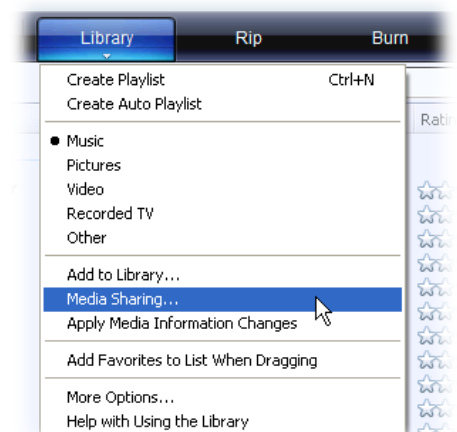 Library Rip Burn
Create Playlist Ctrl+N
Create Auto Playlist
Music
Pictures
Video
Recorded TV
Other
Add to Library...
Media Sharing...
Apply Media Information Changes
Add Favorites to List When Dragging
More Options...
Help with Using the Library